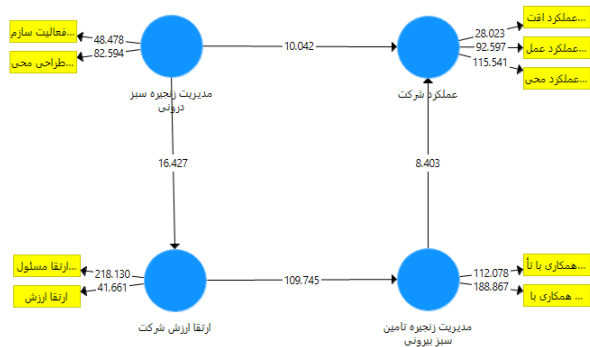 ...فعالیت سازم
48.478
...طراحی محی
82.594
مدیریت زنجیره سبز
درونی
10.042
عملکرد شرکت
28.023
...عملکرد اقت
92.597
...عملکرد عمل
115.541
...عملکرد محی
16.427
8.403
...ارتقا مسئول
218.130
ارتقا ارزش
41.661
ارتقا ارزش شرکت
109.745
مدیریت زنجیره تامین
سبز بیرونی
112.078
...همکاری با تأ
188.867
... همکاری با